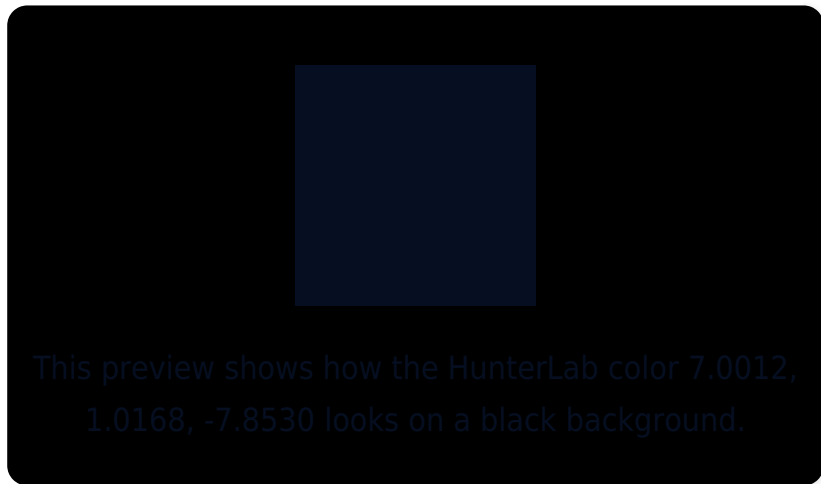 This preview shows how the HunterLab color 7.0012,
1.0168, -7.8530 looks on a black background.